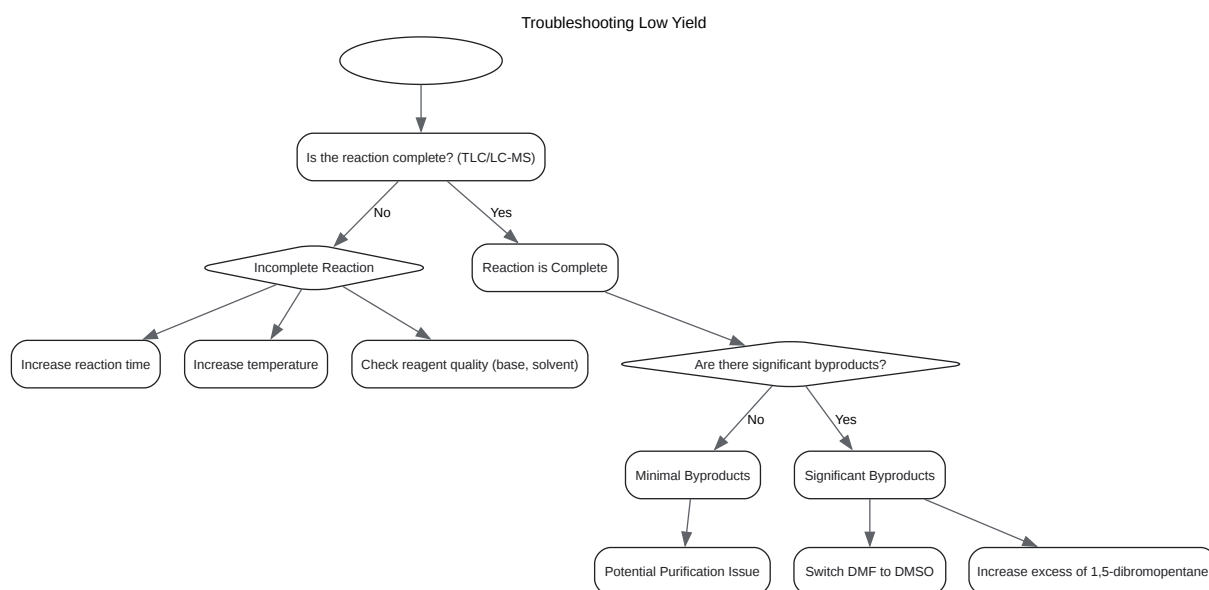 Troubleshooting Low Yield
Is the reaction complete? (TLC/LC-MS)
No
Yes
Incomplete Reaction
Reaction is Complete
Increase reaction time
Increase temperature
Check reagent quality (base, solvent)
Are there significant byproducts?
No
Yes
Minimal Byproducts
Significant Byproducts
Potential Purification Issue
Switch DMF to DMSO
Increase excess of 1,5-dibromopentane